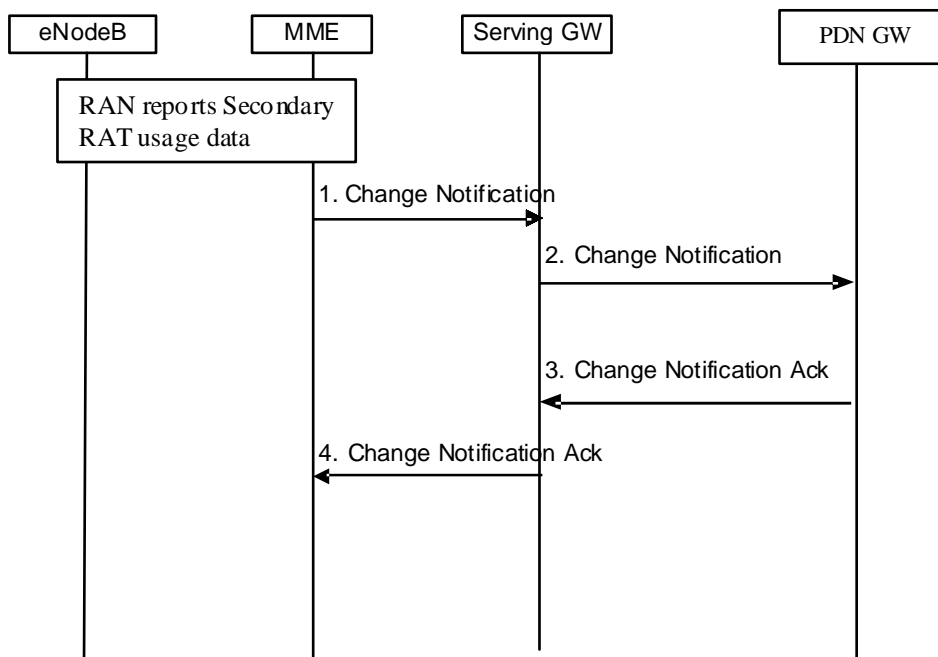 eNodeB
MME
Serving GW
PDN GW
RAN reports Secondary
RAT usage data
1. Change Notification
2. Change Notification
3. Change Notification Ack
4. Change Notification Ack